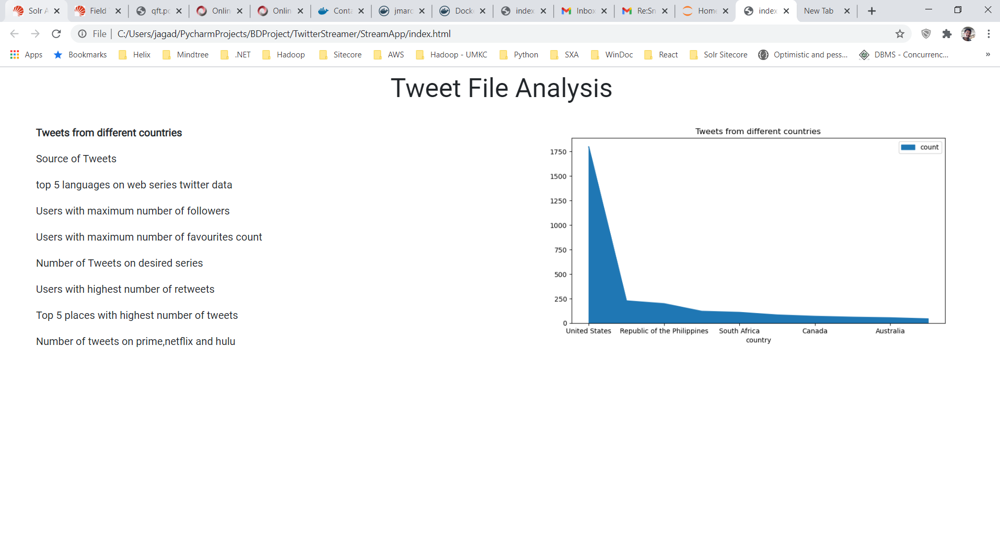 Solr A
Field
qft.pc
Onlin
Onlin
Conta
jmarc
Dock
index
Inbox
Re:Sn
Home
index
New Tab
File | C:/Users/jagad/PycharmProjects/BDProject/TwitterStreamer/StreamApp/index.html
Apps Bookmarks Helix Mindtree .NET Hadoop Sitecore AWS Hadoop - UMKC Python SXA WinDoc React Solr Sitecore Optimistic and pess... DBMS - Concurrenc... »
Tweet File Analysis
Tweets from different countries
Source of Tweets
top 5 languages on web series twitter data
Users with maximum number of followers
Users with maximum number of favourites count
Number of Tweets on desired series
Users with highest number of retweets
Top 5 places with highest number of tweets
Number of tweets on prime,netflix and hulu
Tweets from different countries
count
1750
1500
1250
1000
750
500
250
0
United States Republic of the Philippines South Africa Canada Australia
country